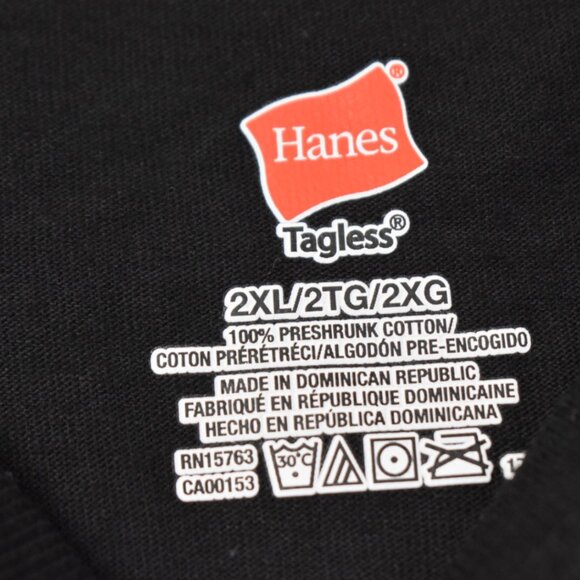 Hanes®
Tagless®
2XL/2TG/2XG
100% PRESHRUNK COTTON/
COTON PRÉRÉTRÉCI/ALGODÓN PRE-ENCOGIDO
MADE IN DOMINICAN REPUBLIC
FABRIQUÉ EN RÉPUBLIQUE DOMINICAINE
HECHO EN REPÚBLICA DOMINICANA
RN15763
CA00153
30°C